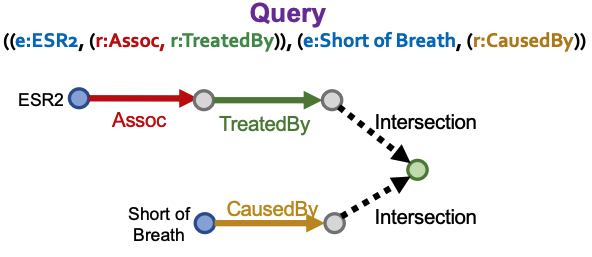 Query
((e:ESR2, (r:Assoc, r:TreatedBy)), (e:Short of Breath, (r:CausedBy))
ESR2
Assoc
TreatedBy
Intersection
Short of
Breath
CausedBy
Intersection